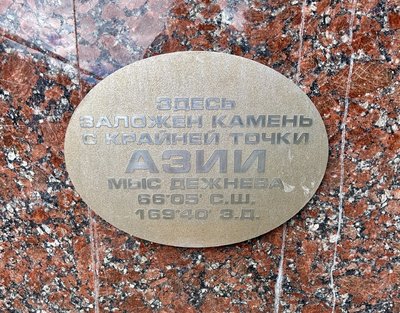 ЗДЕСЬ
ЗАЛОЖЕН КАМЕНЬ
С КРАЙНЕЙ ТОЧКИ
АЗИИ
МЫС ДЕЖНЕВА
66°05' С.Ш.
169°40' З.Д.